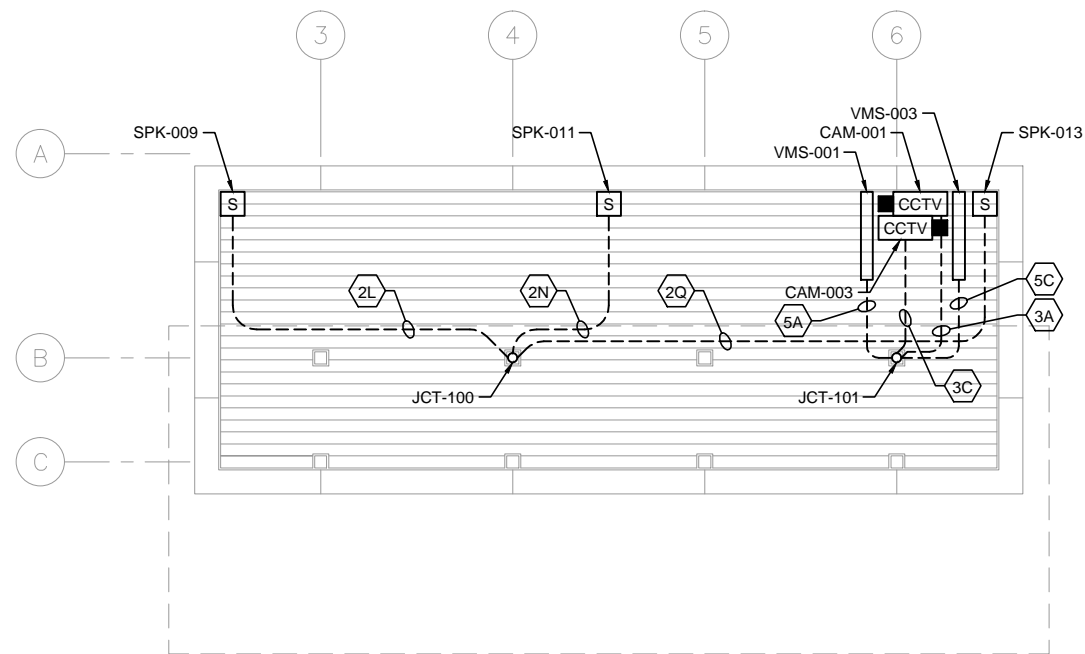 3
4
5
6
VMS-003
SPK-009
SPK-011
CAM-001
SPK-013
A
VMS-001
S
S
CCTV
S
CCTV
2L
2N
2Q
CAM-003
5C
5A
3A
B
JCT-100
JCT-101
3C
C